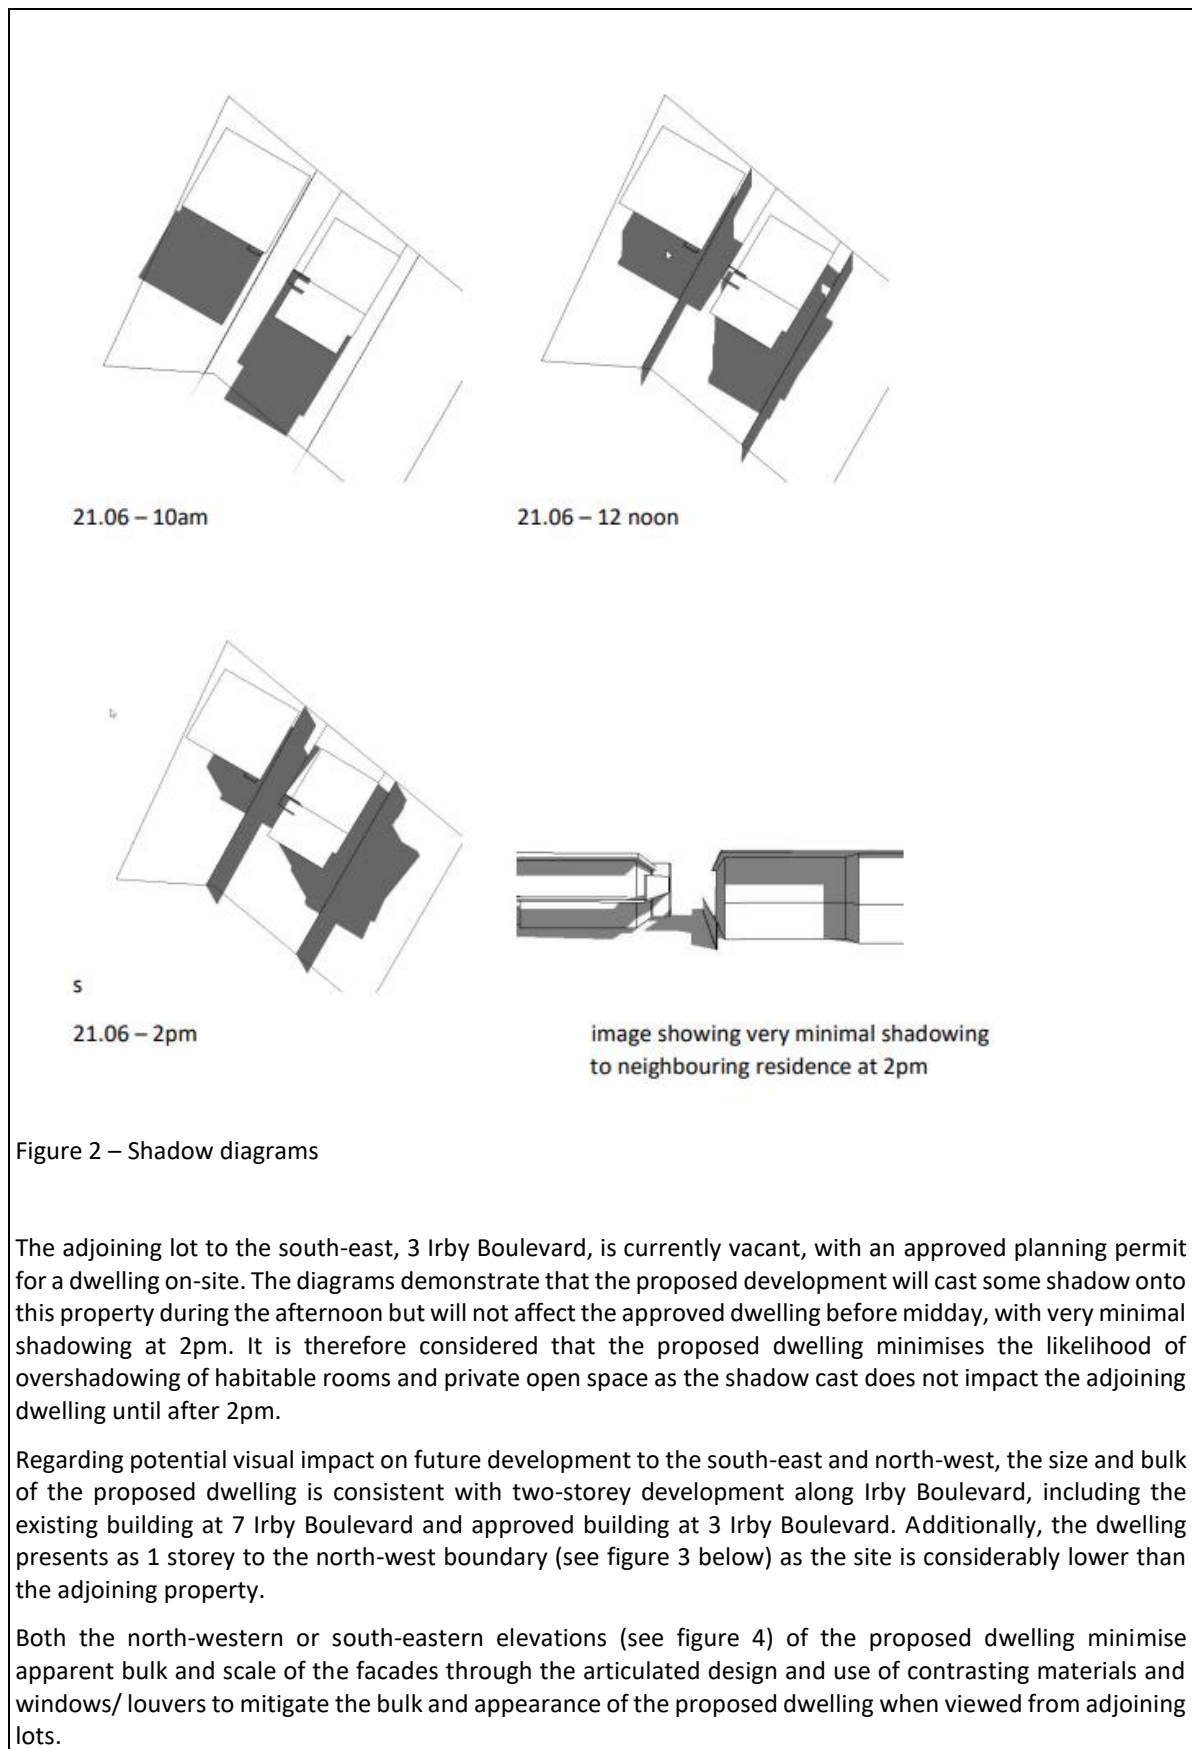 21.06 – 10am
21.06 – 12 noon
s
21.06 – 2pm
image showing very minimal shadowing
to neighbouring residence at 2pm
Figure 2 – Shadow diagrams
The adjoining lot to the south-east, 3 Irby Boulevard, is currently vacant, with an approved planning permit
for a dwelling on-site. The diagrams demonstrate that the proposed development will cast some shadow onto
this property during the afternoon but will not affect the approved dwelling before midday, with very minimal
shadowing at 2pm. It is therefore considered that the proposed dwelling minimises the likelihood of
overshadowing of habitable rooms and private open space as the shadow cast does not impact the adjoining
dwelling until after 2pm.
Regarding potential visual impact on future development to the south-east and north-west, the size and bulk
of the proposed dwelling is consistent with two-storey development along Irby Boulevard, including the
existing building at 7 Irby Boulevard and approved building at 3 Irby Boulevard. Additionally, the dwelling
presents as 1 storey to the north-west boundary (see figure 3 below) as the site is considerably lower than
the adjoining property.
Both the north-western or south-eastern elevations (see figure 4) of the proposed dwelling minimise
apparent bulk and scale of the facades through the articulated design and use of contrasting materials and
windows/ louvers to mitigate the bulk and appearance of the proposed dwelling when viewed from adjoining
lots.